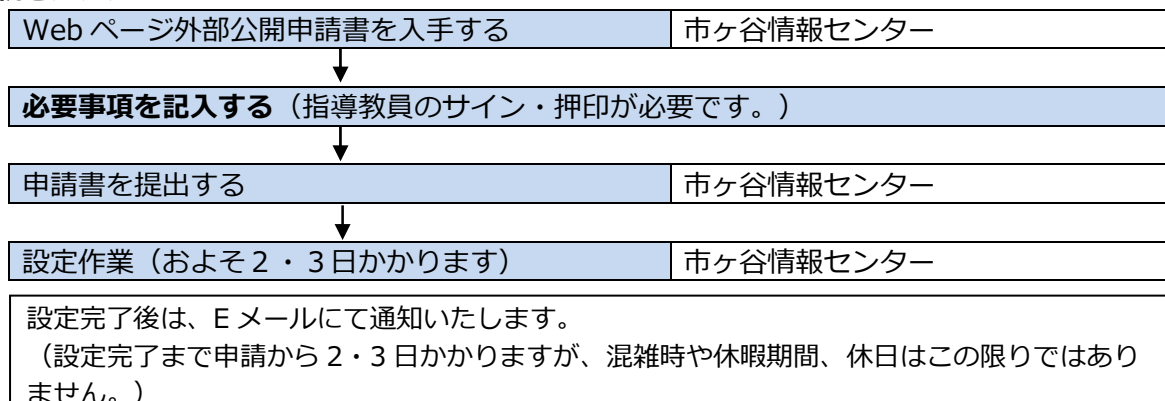 Web ページ外部公開申請書を入手する 市ヶ谷情報センター
必要事項を記入する（指導教員のサイン・押印が必要です。）
申請書を提出する 市ヶ谷情報センター
設定作業（およそ２・３日かかります） 市ヶ谷情報センター
設定完了後は、E メールにて通知いたします。
（設定完了まで申請から 2・3 日かかりますが、混雑時や休暇期間、休日はこの限りではあり
ません。）